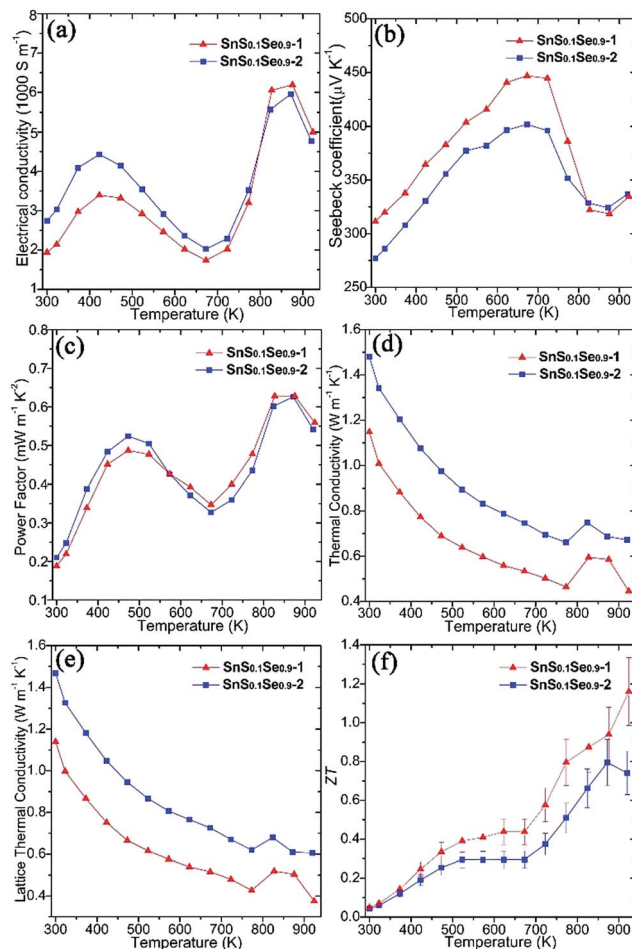 (a)
SnS0.1Se0.9-1
SnS0.1Se0.9-2
Electrical conductivity (1000 S m⁻¹)
8
7
6
5
4
3
2
1
300 400 500 600 700 800 900
Temperature (K)
(b)
SnS0.1Se0.9-1
SnS0.1Se0.9-2
Seebeck coefficient(μV K⁻¹)
500
450
400
350
300
250
300 400 500 600 700 800 900
Temperature (K)
(c)
SnS0.1Se0.9-1
SnS0.1Se0.9-2
Power Factor (mW m⁻¹ K⁻²)
0.8
0.7
0.6
0.5
0.4
0.3
0.2
0.1
300 400 500 600 700 800 900
Temperature (K)
(d)
SnS0.1Se0.9-1
SnS0.1Se0.9-2
Thermal Conductivity (W m⁻¹ K⁻¹)
1.6
1.4
1.2
1.0
0.8
0.6
0.4
300 400 500 600 700 800 900
Temperature (K)
(e)
SnS0.1Se0.9-1
SnS0.1Se0.9-2
Lattice Thermal Conductivity (W m⁻¹ K⁻¹)
1.6
1.4
1.2
1.0
0.8
0.6
0.4
300 400 500 600 700 800 900
Temperature (K)
(f)
SnS0.1Se0.9-1
SnS0.1Se0.9-2
ZT
1.4
1.2
1.0
0.8
0.6
0.4
0.2
0.0
300 400 500 600 700 800 900
Temperature (K)